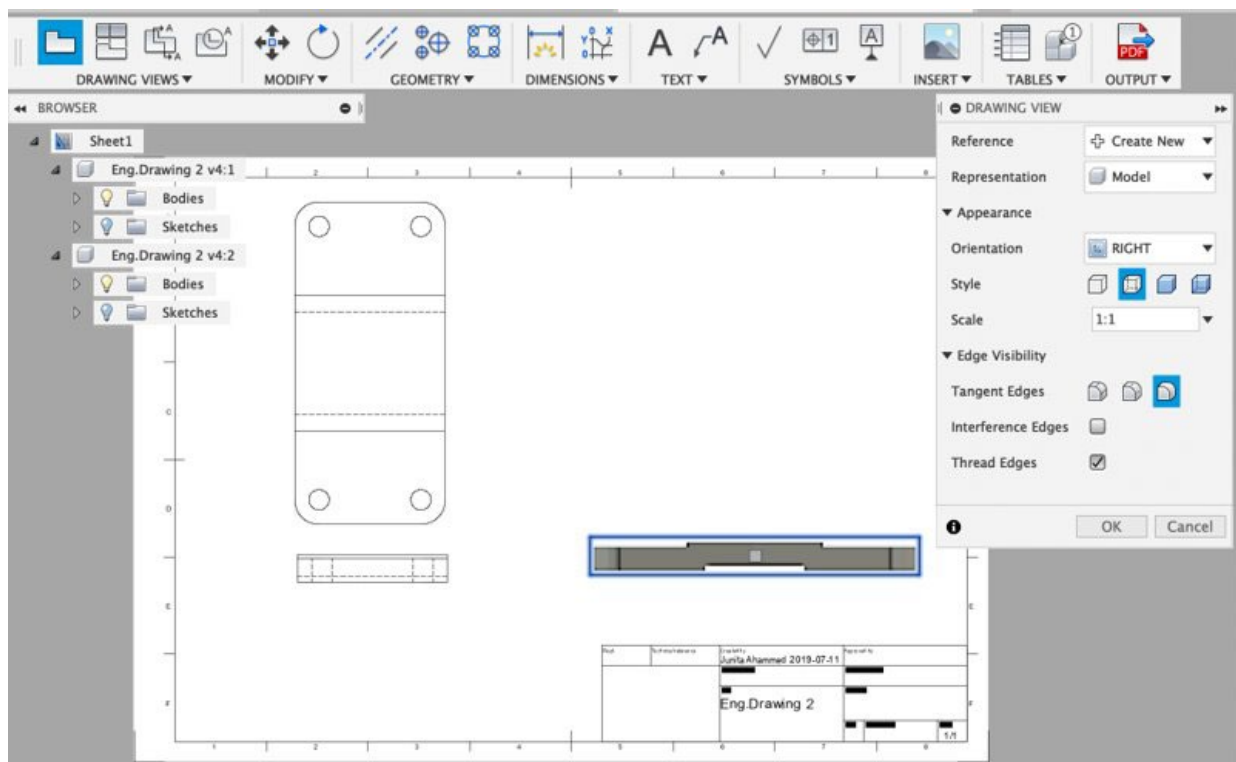 DRAWING VIEWS ▼ MODIFY ▼ GEOMETRY ▼ DIMENSIONS ▼ TEXT ▼ SYMBOLS ▼ INSERT ▼ TABLES ▼ OUTPUT ▼
BROWSER
Sheet1
Eng.Drawing 2 v4:1
Bodies
Sketches
Eng.Drawing 2 v4:2
Bodies
Sketches
DRAWING VIEW
Reference Create New
Representation Model
Appearance
Orientation RIGHT
Style
Scale 1:1
Edge Visibility
Tangent Edges
Interference Edges
Thread Edges
OK Cancel
Junita Ahammed 2019-07-11
Eng.Drawing 2
1/1